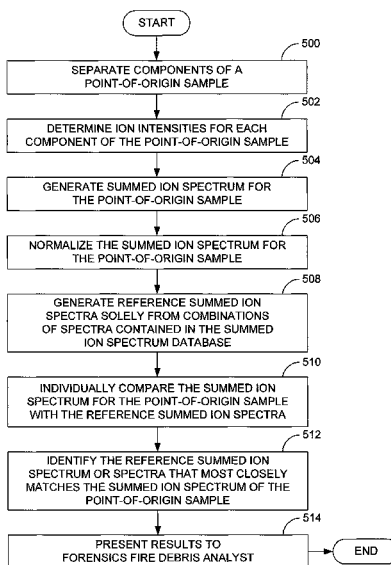 START
500
SEPARATE COMPONENTS OF A
POINT-OF-ORIGIN SAMPLE
502
DETERMINE ION INTENSITIES FOR EACH
COMPONENT OF THE POINT-OF-ORIGIN SAMPLE
504
GENERATE SUMMED ION SPECTRUM FOR
THE POINT-OF-ORIGIN SAMPLE
506
NORMALIZE THE SUMMED ION SPECTRUM FOR
THE POINT-OF-ORIGIN SAMPLE
508
GENERATE REFERENCE SUMMED ION
SPECTRA SOLELY FROM COMBINATIONS
OF SPECTRA CONTAINED IN THE SUMMED
ION SPECTRUM DATABASE
510
INDIVIDUALLY COMPARE THE SUMMED ION
SPECTRUM FOR THE POINT-OF-ORIGIN SAMPLE
WITH THE REFERENCE SUMMED ION SPECTRA
512
IDENTIFY THE REFERENCE SUMMED ION
SPECTRUM OR SPECTRA THAT MOST CLOSELY
MATCHES THE SUMMED ION SPECTRUM OF THE
POINT-OF-ORIGIN SAMPLE
514
PRESENT RESULTS TO
FORENSICS FIRE DEBRIS ANALYST
END